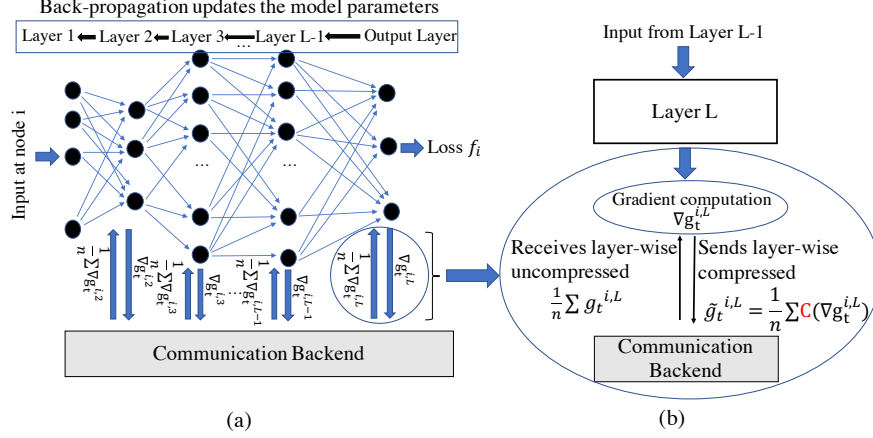 Back-propagation updates the model parameters
Layer 1 Layer 2 Layer 3 ... Layer L-1 Output Layer
Input at node i
...
...
Loss f_i
1/n ∑∇g_t^{i,2}
∇g_t^{i,2}
1/n ∑∇g_t^{i,3}
∇g_t^{i,3}
...
1/n ∑∇g_t^{i,L-1}
∇g_t^{i,L-1}
1/n ∑∇g_t^{i,L}
∇g_t^{i,L}
Communication Backend
(a)
Input from Layer L-1
Layer L
Gradient computation
∇g_t^{i,L}
Receives layer-wise
uncompressed
1/n ∑ g_t^{i,L}
Sends layer-wise
compressed
g̃_t^{i,L} = 1/n ∑C(∇g_t^{i,L})
Communication
Backend
(b)